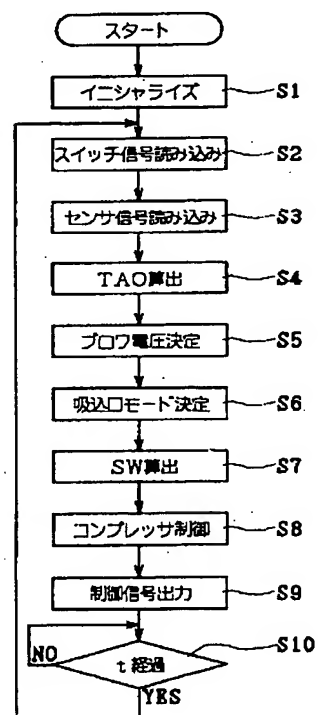 スタート
イニシャライズ S1
スイッチ信号読み込み S2
センサ信号読み込み S3
TAO算出 S4
ブロワ電圧決定 S5
吸込口モード決定 S6
SW算出 S7
コンプレッサ制御 S8
制御信号出力 S9
S10
NO t経過
YES